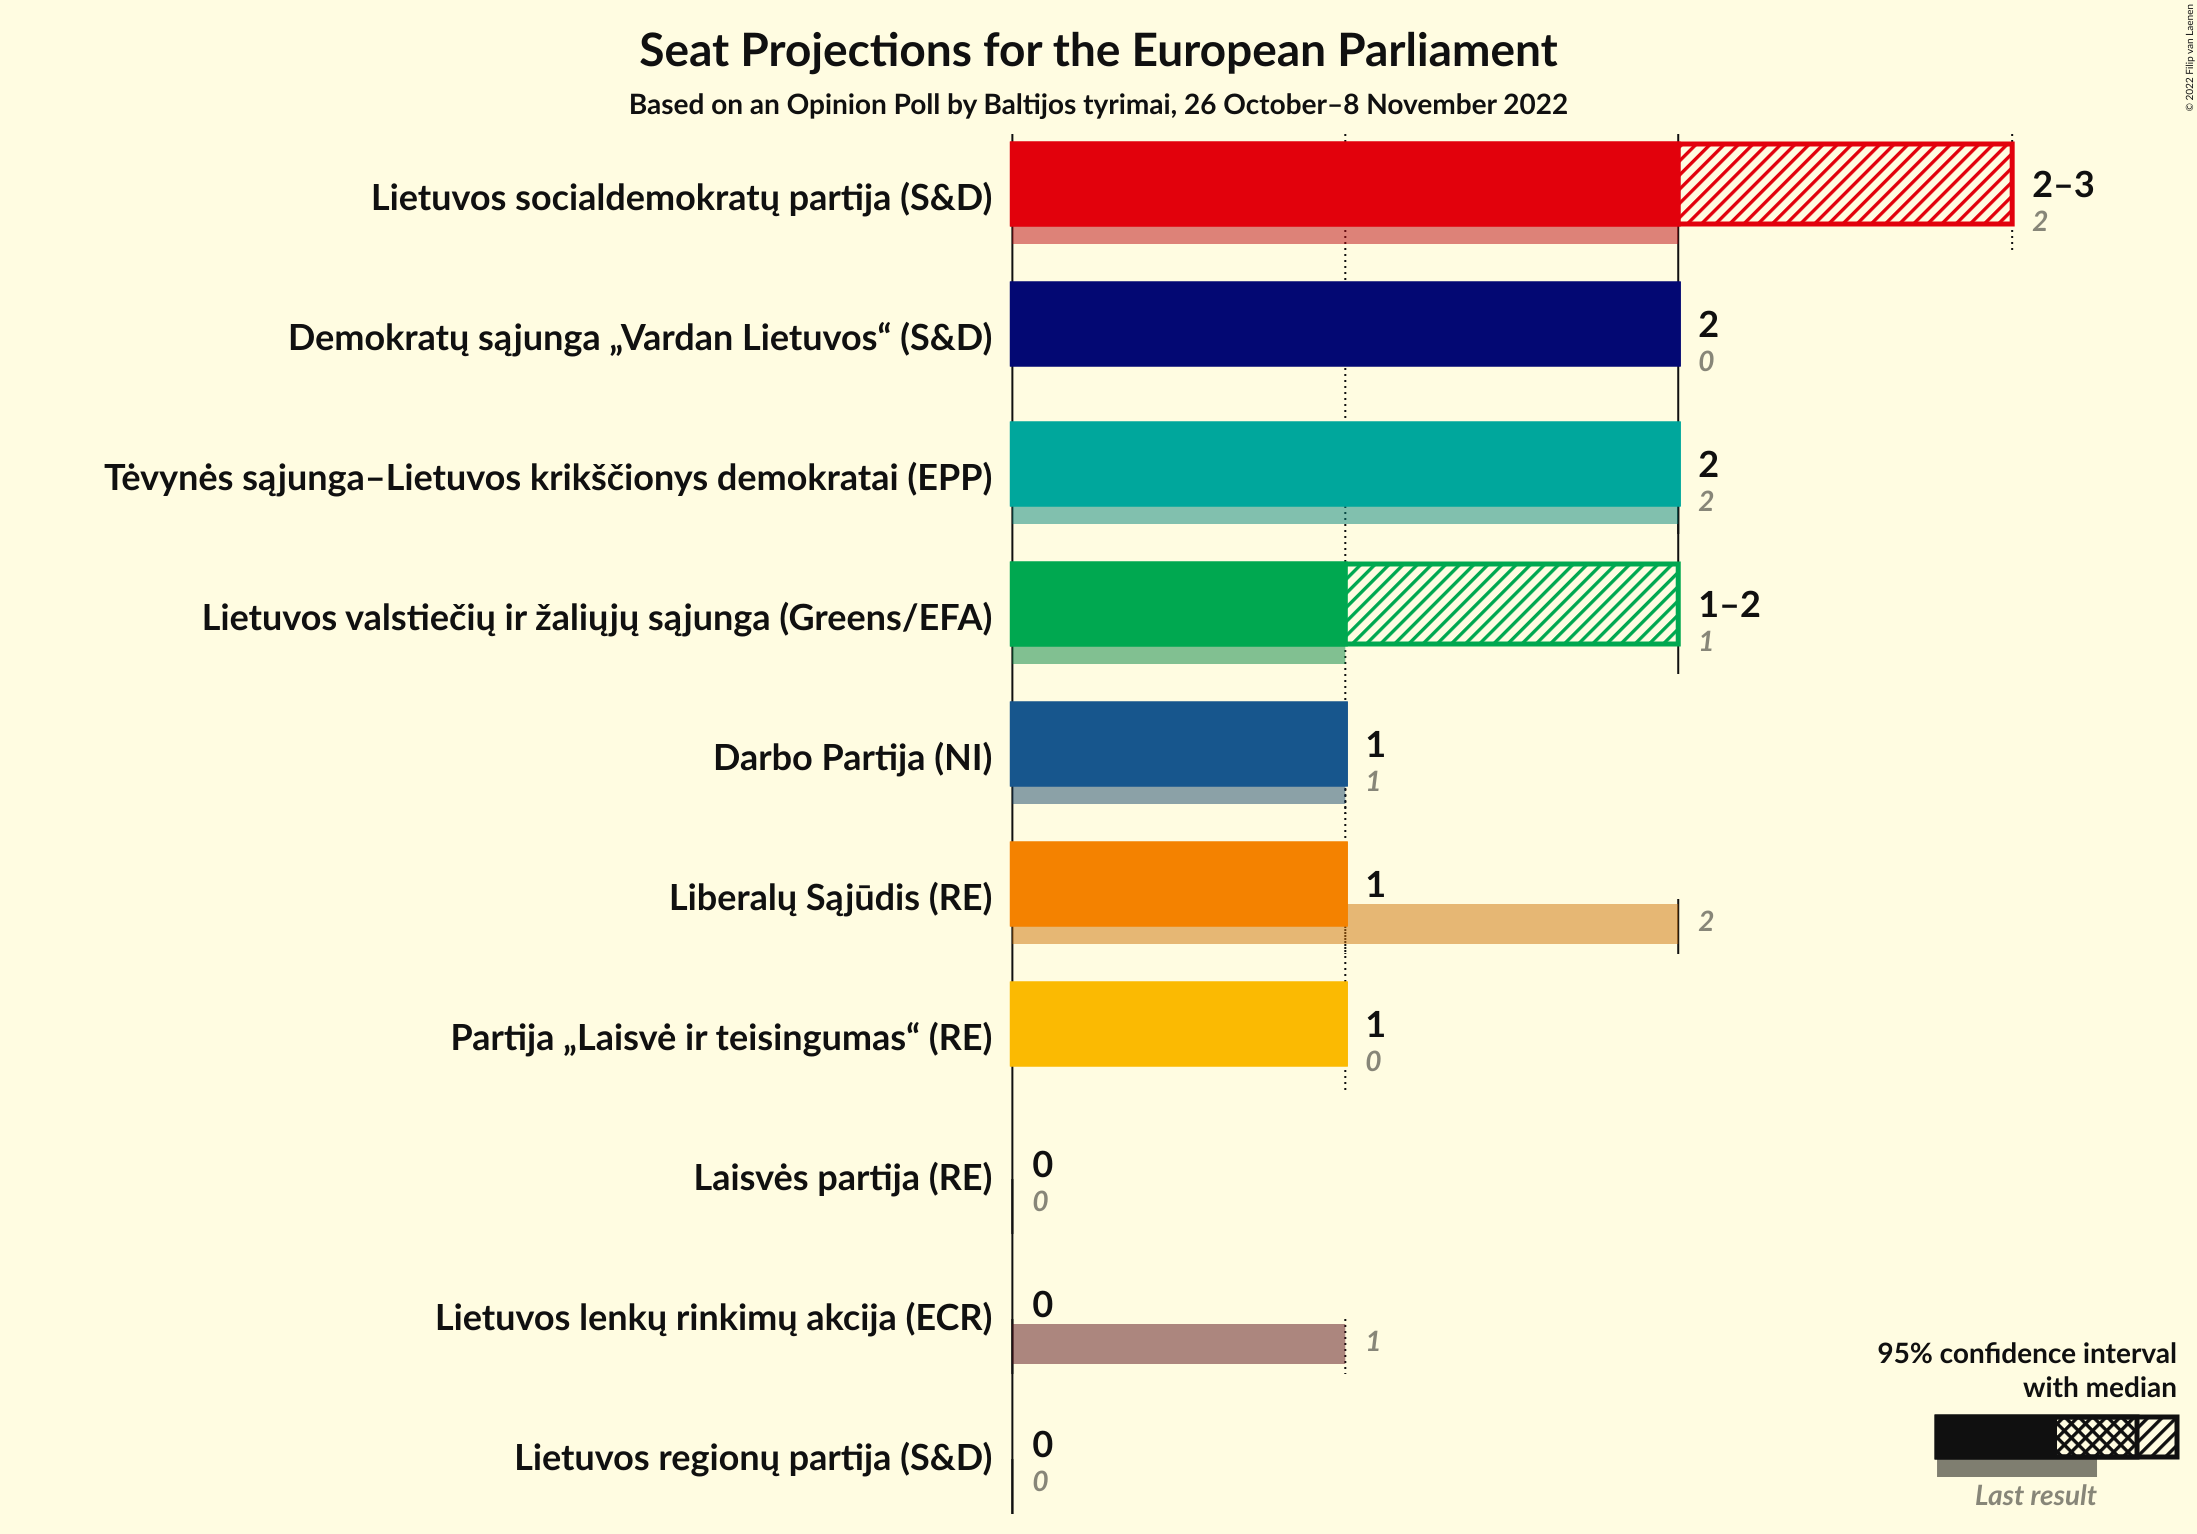 Seat Projections for the European Parliament
Based on an Opinion Poll by Baltijos tyrimai, 26 October–8 November 2022
© 2022 Filip van Laenen
Lietuvos socialdemokratų partija (S&D)
2–3
2
Demokratų sąjunga „Vardan Lietuvos“ (S&D)
2
0
Tėvynės sąjunga–Lietuvos krikščionys demokratai (EPP)
2
2
Lietuvos valstiečių ir žaliųjų sąjunga (Greens/EFA)
1–2
1
Darbo Partija (NI)
1
1
Liberalų Sąjūdis (RE)
1
2
Partija „Laisvė ir teisingumas“ (RE)
1
0
Laisvės partija (RE)
0
0
Lietuvos lenkų rinkimų akcija (ECR)
0
1
Lietuvos regionų partija (S&D)
0
0
95% confidence interval
with median
Last result